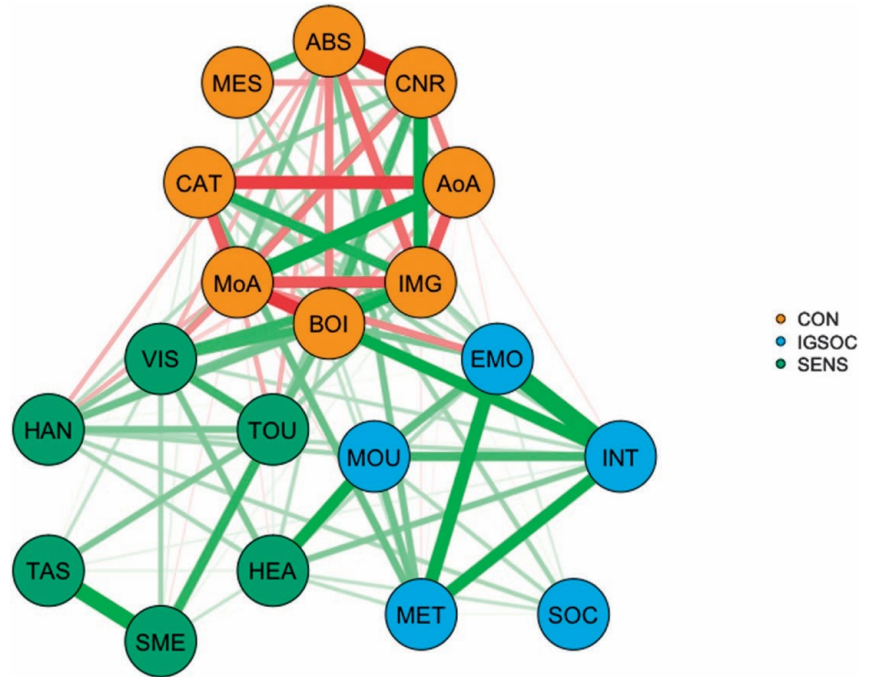 ABS
MES
CNR
CAT
AoA
MoA
IMG
BOI
VIS
EMO
HAN
TOU
MOU
INT
TAS
HEA
MET
SOC
SME
CON
IGSOC
SENS